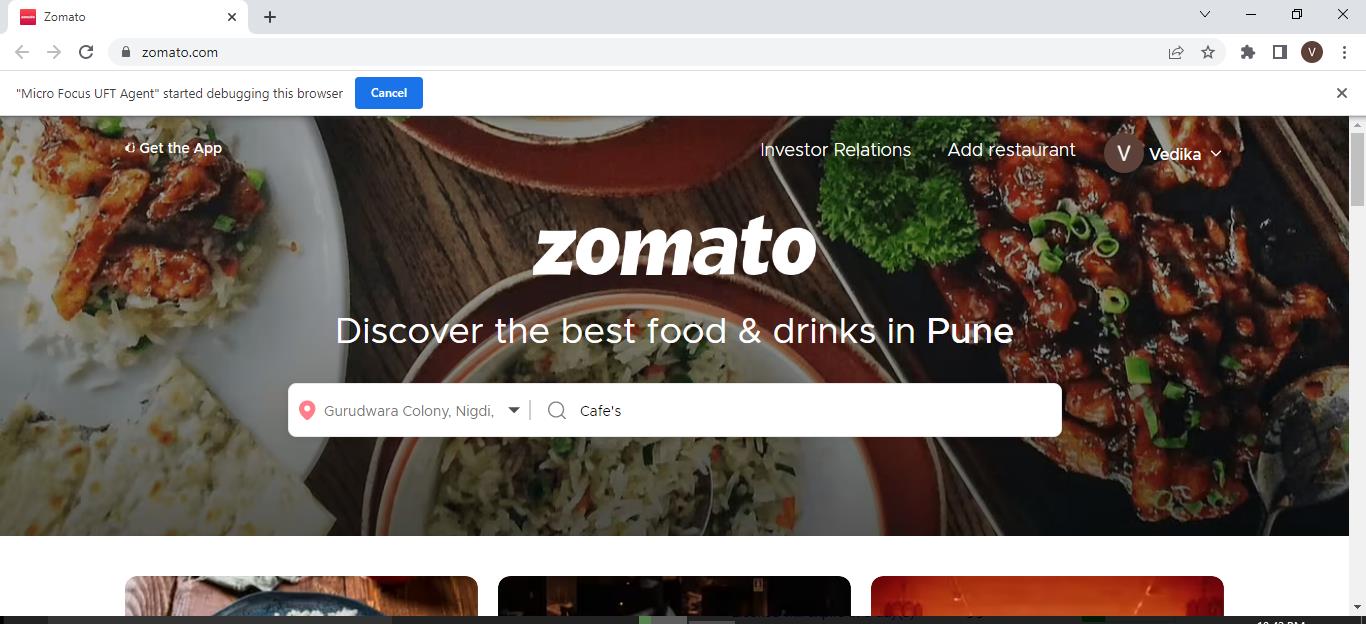 Zomato
zomato.com
V
"Micro Focus UFT Agent" started debugging this browser
Cancel
Get the App
Investor Relations
Add restaurant
V
Vedika
zomato
Discover the best food & drinks in Pune
Gurudwara Colony, Nigdi,
Cafe's